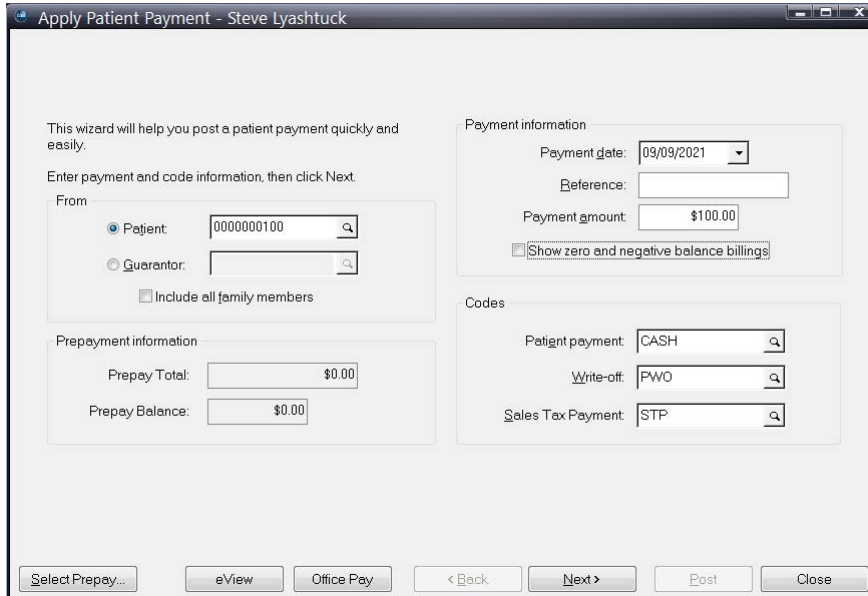 Apply Patient Payment - Steve Lyashtuck
This wizard will help you post a patient payment quickly and
easily.
Enter payment and code information, then click Next.
From
Patient: 0000000100
Guarantor:
Include all family members
Prepayment information
Prepay Total: $0.00
Prepay Balance: $0.00
Payment information
Payment date: 09/09/2021
Reference:
Payment amount: $100.00
Show zero and negative balance billings
Codes
Patient payment: CASH
Write-off: PWO
Sales Tax Payment: STP
Select Prepay... eView Office Pay < Back Next > Post Close